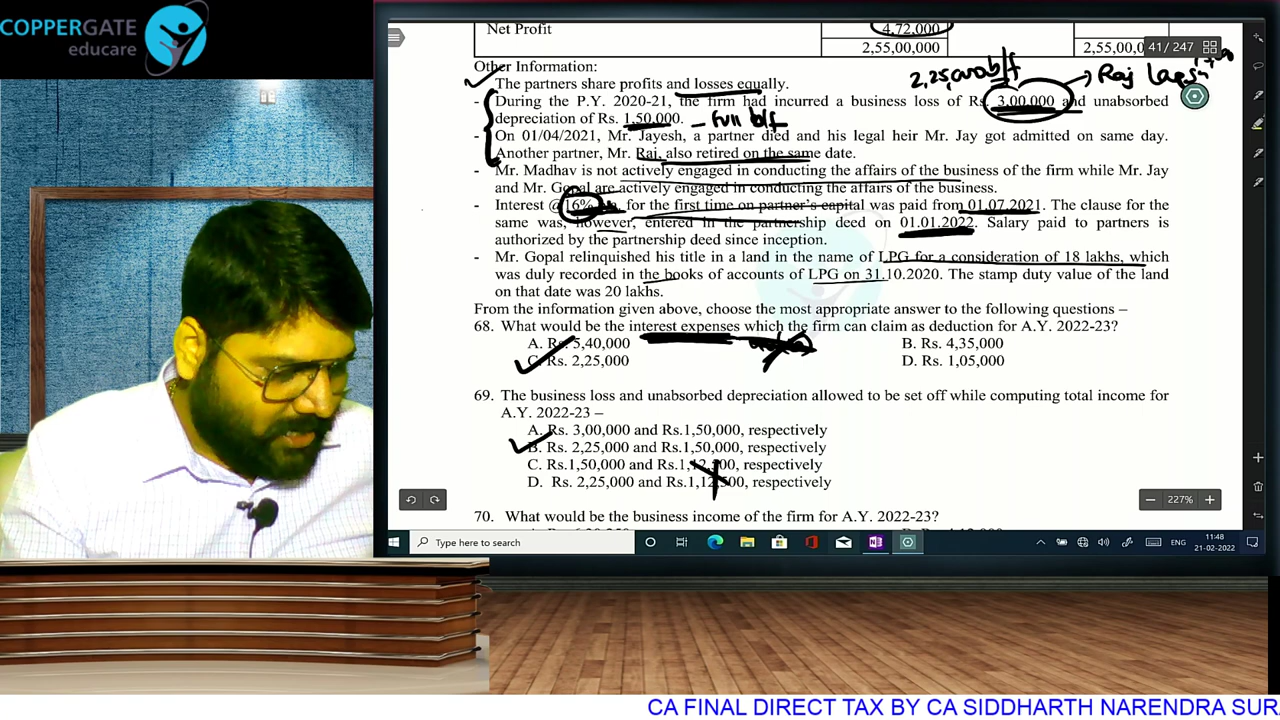 COPPERGATE
educare
Net Profit 4,72,000
2,55,00,000 2,55,00,0
41 / 247
Other Information:
2,25,000 b/f
Raj
- The partners share profits and losses equally.
- During the P.Y. 2020-21, the firm had incurred a business loss of Rs. 3,00,000 and unabsorbed
depreciation of Rs. 1,50,000. – Full b/f
- On 01/04/2021, Mr. Jayesh, a partner died and his legal heir Mr. Jay got admitted on same day.
Another partner, Mr. Raj, also retired on the same date.
- Mr. Madhav is not actively engaged in conducting the affairs of the business of the firm while Mr. Jay
and Mr. Gopal are actively engaged in conducting the affairs of the business.
- Interest @ 16% for the first time on partner's capital was paid from 01.07.2021. The clause for the
same was, however, entered in the partnership deed on 01.01.2022. Salary paid to partners is
authorized by the partnership deed since inception.
- Mr. Gopal relinquished his title in a land in the name of LPG for a consideration of 18 lakhs, which
was duly recorded in the books of accounts of LPG on 31.10.2020. The stamp duty value of the land
on that date was 20 lakhs.
From the information given above, choose the most appropriate answer to the following questions –
68. What would be the interest expenses which the firm can claim as deduction for A.Y. 2022-23?
A. Rs. 5,40,000 B. Rs. 4,35,000
C. Rs. 2,25,000 D. Rs. 1,05,000
69. The business loss and unabsorbed depreciation allowed to be set off while computing total income for
A.Y. 2022-23 –
A. Rs. 3,00,000 and Rs.1,50,000, respectively
B. Rs. 2,25,000 and Rs.1,50,000, respectively
C. Rs.1,50,000 and Rs.1,12,500, respectively
D. Rs. 2,25,000 and Rs.1,12,500, respectively
227%
70. What would be the business income of the firm for A.Y. 2022-23?
Type here to search
ENG
11:48
21-02-2022
CA FINAL DIRECT TAX BY CA SIDDHARTH NARENDRA SUR